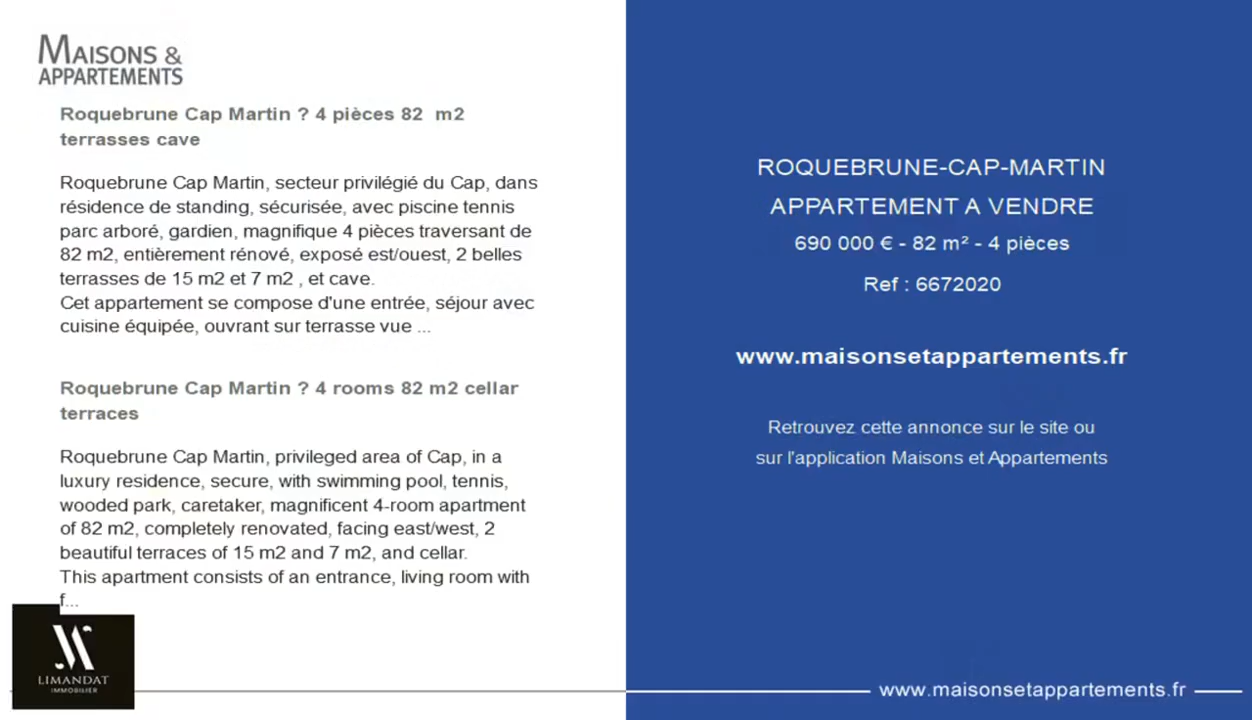 MAISONS &
APPARTEMENTS
Roquebrune Cap Martin ? 4 pièces 82 m2
terrasses cave
Roquebrune Cap Martin, secteur privilégié du Cap, dans
résidence de standing, sécurisée, avec piscine tennis
parc arboré, gardien, magnifique 4 pièces traversant de
82 m2, entièrement rénové, exposé est/ouest, 2 belles
terrasses de 15 m2 et 7 m2 , et cave.
Cet appartement se compose d'une entrée, séjour avec
cuisine équipée, ouvrant sur terrasse vue ...
Roquebrune Cap Martin ? 4 rooms 82 m2 cellar
terraces
Roquebrune Cap Martin, privileged area of Cap, in a
luxury residence, secure, with swimming pool, tennis,
wooded park, caretaker, magnificent 4-room apartment
of 82 m2, completely renovated, facing east/west, 2
beautiful terraces of 15 m2 and 7 m2, and cellar.
This apartment consists of an entrance, living room with
f...
LIMANDAT
IMMOBILIER
ROQUEBRUNE-CAP-MARTIN
APPARTEMENT A VENDRE
690 000 € - 82 m² - 4 pièces
Ref : 6672020
www.maisonsetappartements.fr
Retrouvez cette annonce sur le site ou
sur l'application Maisons et Appartements
www.maisonsetappartements.fr